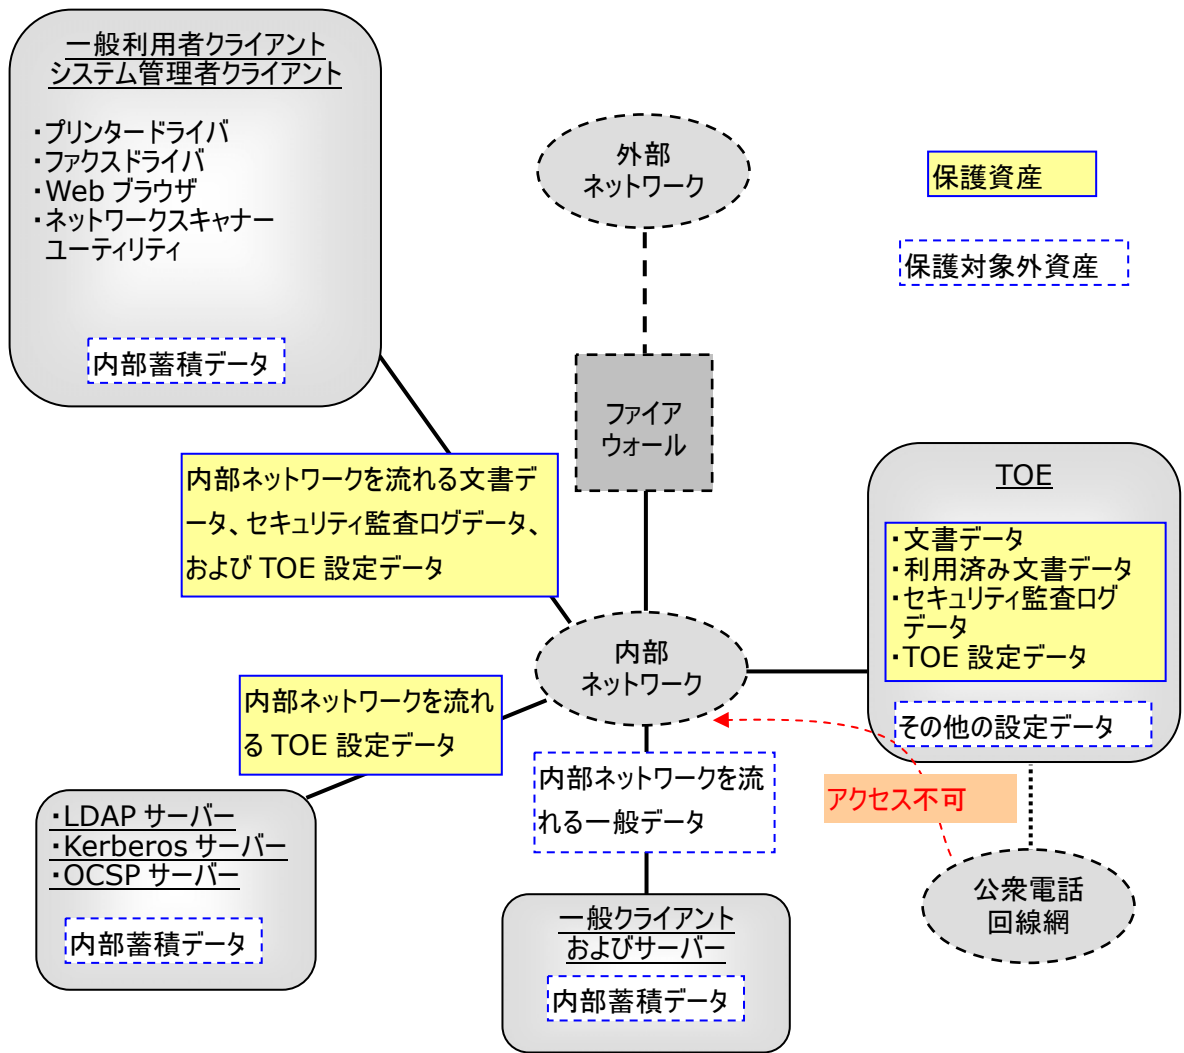 一般利用者クライアント
システム管理者クライアント
・プリンタードライバ
・ファクスドライバ
・Web ブラウザ
・ネットワークスキャナー
ユーティリティ
内部蓄積データ
外部
ネットワーク
保護資産
保護対象外資産
ファイア
ウォール
内部ネットワークを流れる文書デ
ータ、セキュリティ監査ログデータ、
および TOE 設定データ
TOE
・文書データ
・利用済み文書データ
・セキュリティ監査ログ
データ
・TOE 設定データ
その他の設定データ
内部
ネットワーク
内部ネットワークを流れ
る TOE 設定データ
内部ネットワークを流
れる一般データ
アクセス不可
・LDAP サーバー
・Kerberos サーバー
・OCSP サーバー
内部蓄積データ
公衆電話
回線網
一般クライアント
およびサーバー
内部蓄積データ